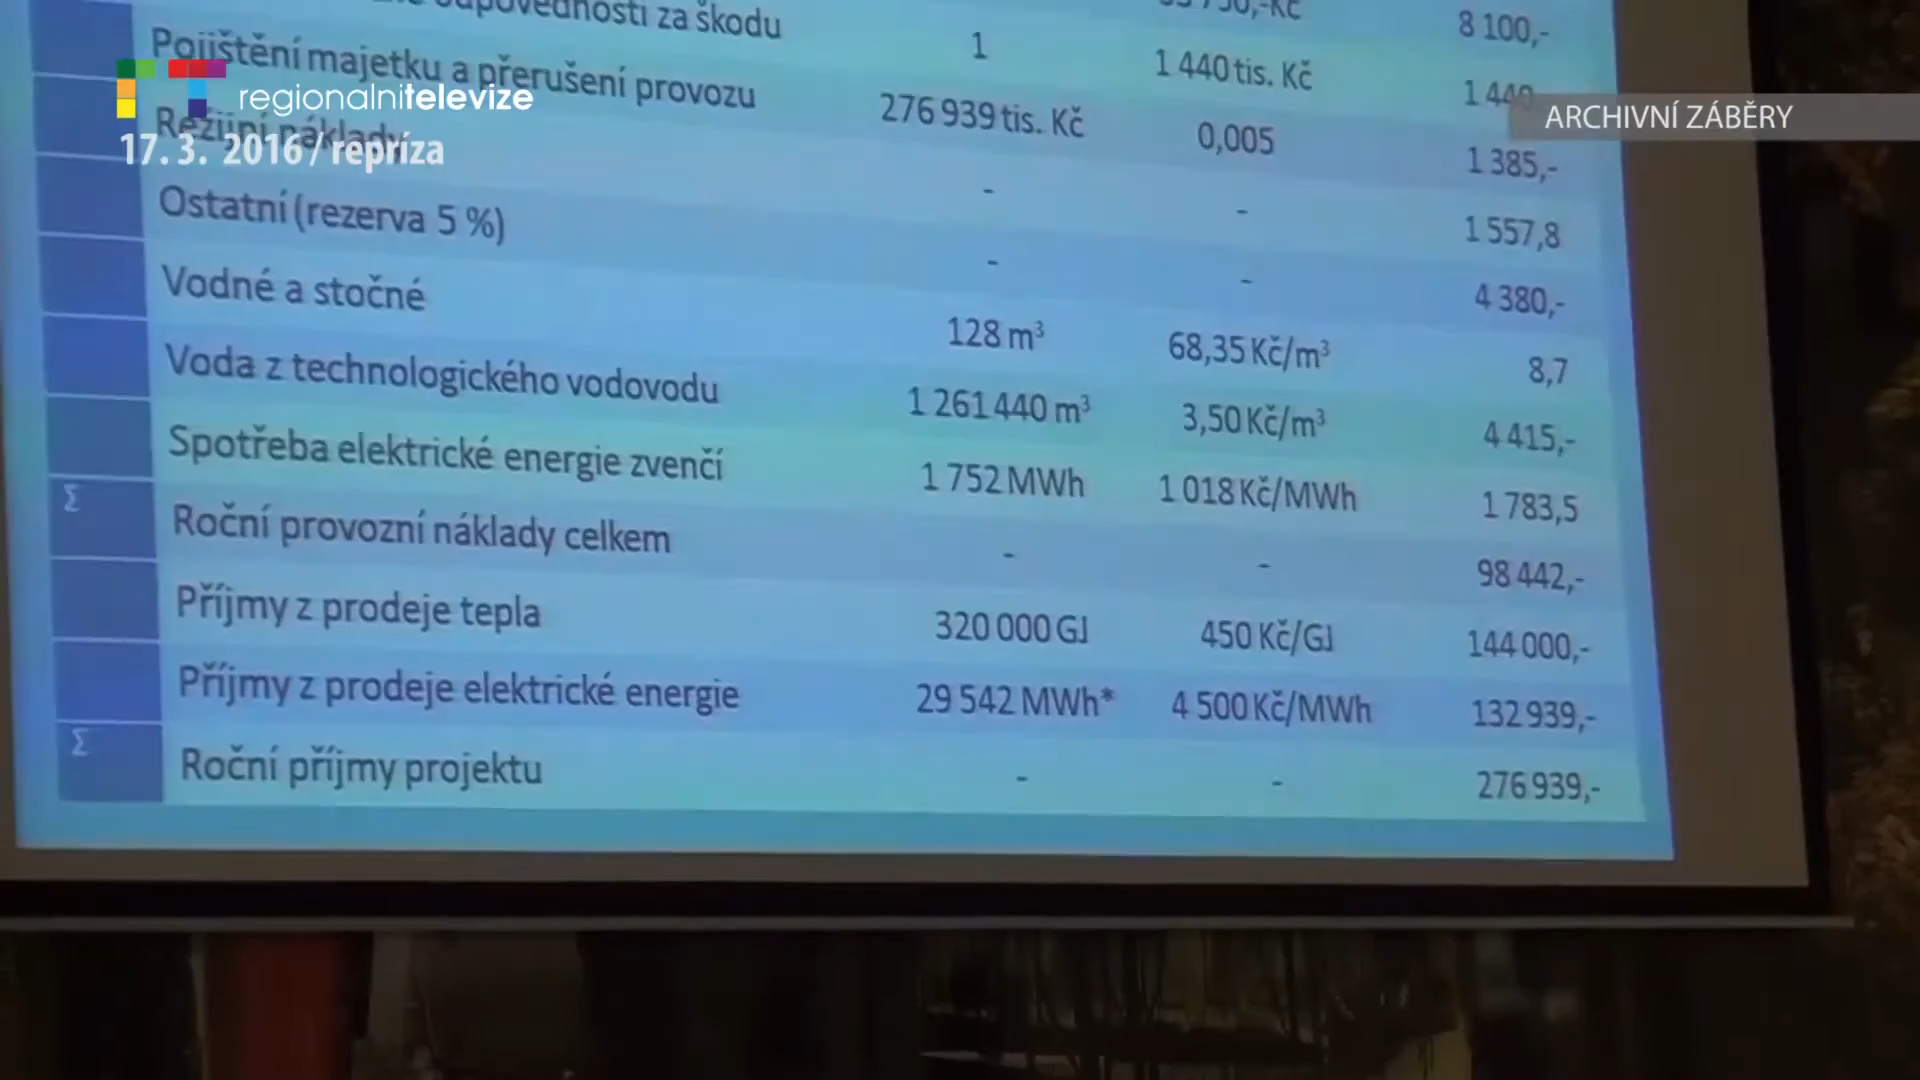 odpovědnosti za škodu 1 8 100,-
Pojištění majetku a přerušení provozu 276 939 tis. Kč 1 440 tis. Kč 1 440
Režijní náklady - 0,005 1 385,-
Ostatní (rezerva 5 %) - - 1 557,8
Vodné a stočné 128 m³ - 4 380,-
Voda z technologického vodovodu 1 261 440 m³ 68,35 Kč/m³ 8,7
Spotřeba elektrické energie zvenčí 1 752 MWh 3,50 Kč/m³ 4 415,-
Σ Roční provozní náklady celkem - 1 018 Kč/MWh 1 783,5
- 98 442,-
Příjmy z prodeje tepla 320 000 GJ 450 Kč/GJ 144 000,-
Příjmy z prodeje elektrické energie 29 542 MWh* 4 500 Kč/MWh 132 939,-
Σ Roční příjmy projektu - - 276 939,-
regionalnitelevize
17. 3. 2016 / repríza
ARCHIVNÍ ZÁBĚRY